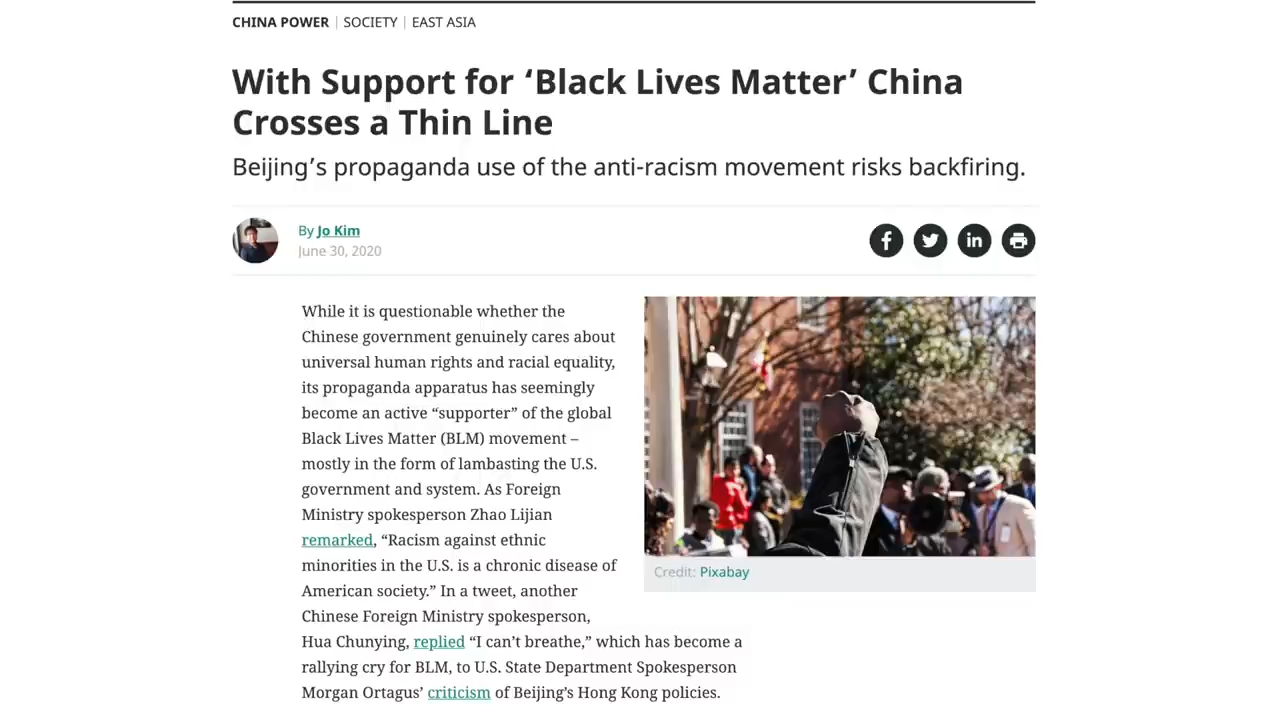 CHINA POWER | SOCIETY | EAST ASIA
With Support for ‘Black Lives Matter’ China
Crosses a Thin Line
Beijing’s propaganda use of the anti-racism movement risks backfiring.
By Jo Kim
June 30, 2020
While it is questionable whether the
Chinese government genuinely cares about
universal human rights and racial equality,
its propaganda apparatus has seemingly
become an active “supporter” of the global
Black Lives Matter (BLM) movement –
mostly in the form of lambasting the U.S.
government and system. As Foreign
Ministry spokesperson Zhao Lijian
remarked, “Racism against ethnic
minorities in the U.S. is a chronic disease of
American society.” In a tweet, another
Chinese Foreign Ministry spokesperson,
Hua Chunying, replied “I can’t breathe,” which has become a
rallying cry for BLM, to U.S. State Department Spokesperson
Morgan Ortagus’ criticism of Beijing’s Hong Kong policies.
Credit: Pixabay